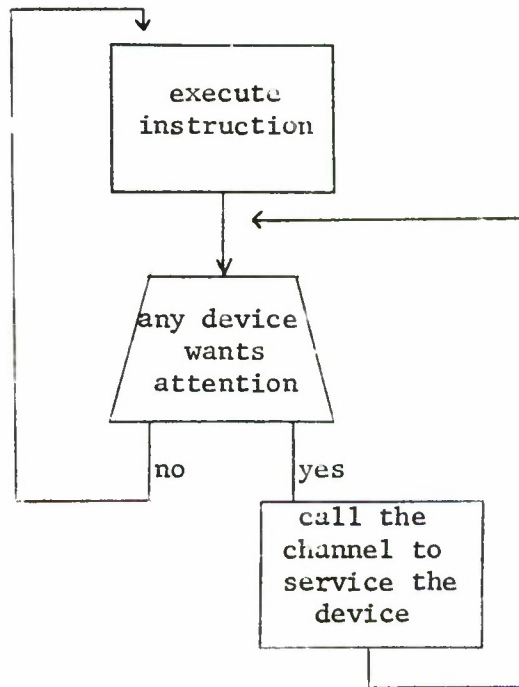 execute
instruction
any device
wants
attention
no
yes
call the
channel to
service the
device